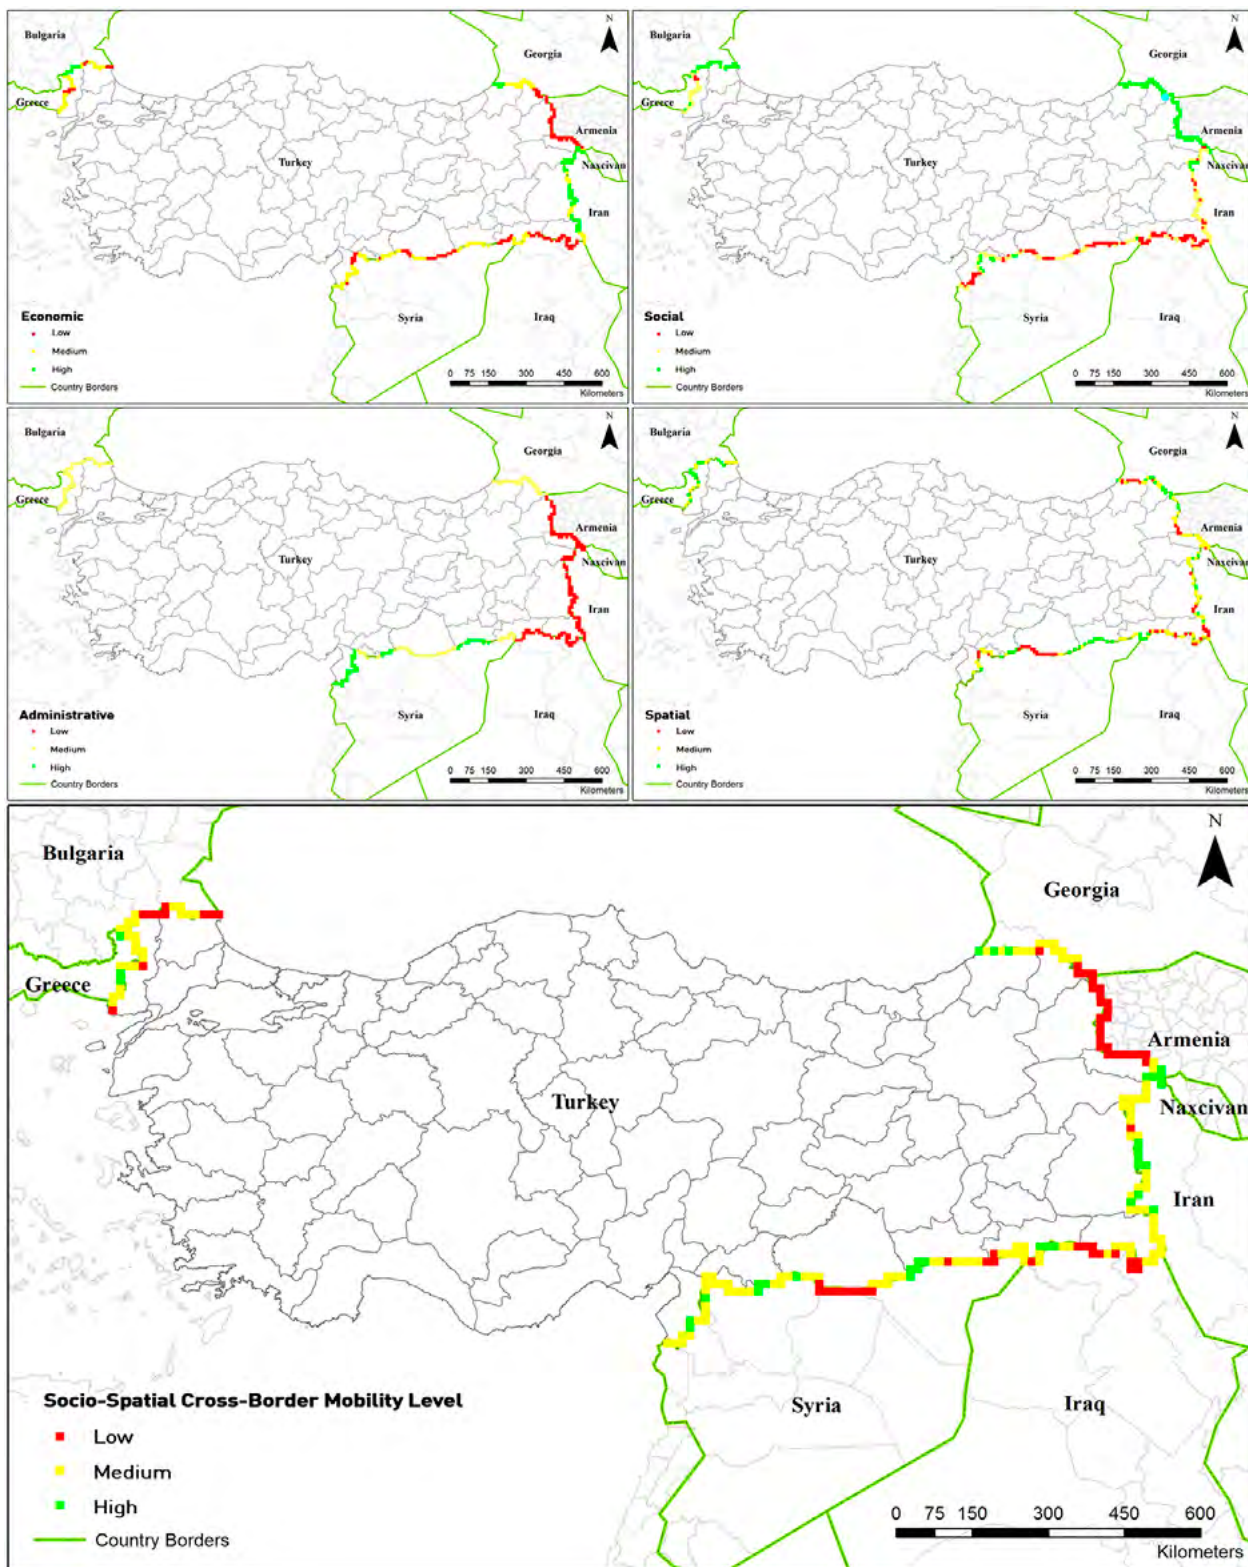 Bulgaria
N
Georgia
Greece
Armenia
Turkey
Naxcivan
Iran
Economic
Syria
Iraq
Low
Medium
High
Country Borders
0 75 150 300 450 600
Kilometers
Bulgaria
N
Georgia
Greece
Armenia
Turkey
Naxcivan
Iran
Social
Syria
Iraq
Low
Medium
High
Country Borders
0 75 150 300 450 600
Kilometers
Bulgaria
N
Georgia
Greece
Armenia
Turkey
Naxcivan
Iran
Administrative
Syria
Iraq
Low
Medium
High
Country Borders
0 75 150 300 450 600
Kilometers
Bulgaria
N
Georgia
Greece
Armenia
Turkey
Naxcivan
Iran
Spatial
Syria
Iraq
Low
Medium
High
Country Borders
0 75 150 300 450 600
Kilometers
N
Bulgaria
Georgia
Greece
Armenia
Turkey
Naxcivan
Iran
Socio-Spatial Cross-Border Mobility Level
Syria
Iraq
Low
Medium
High
Country Borders
0 75 150 300 450 600
Kilometers